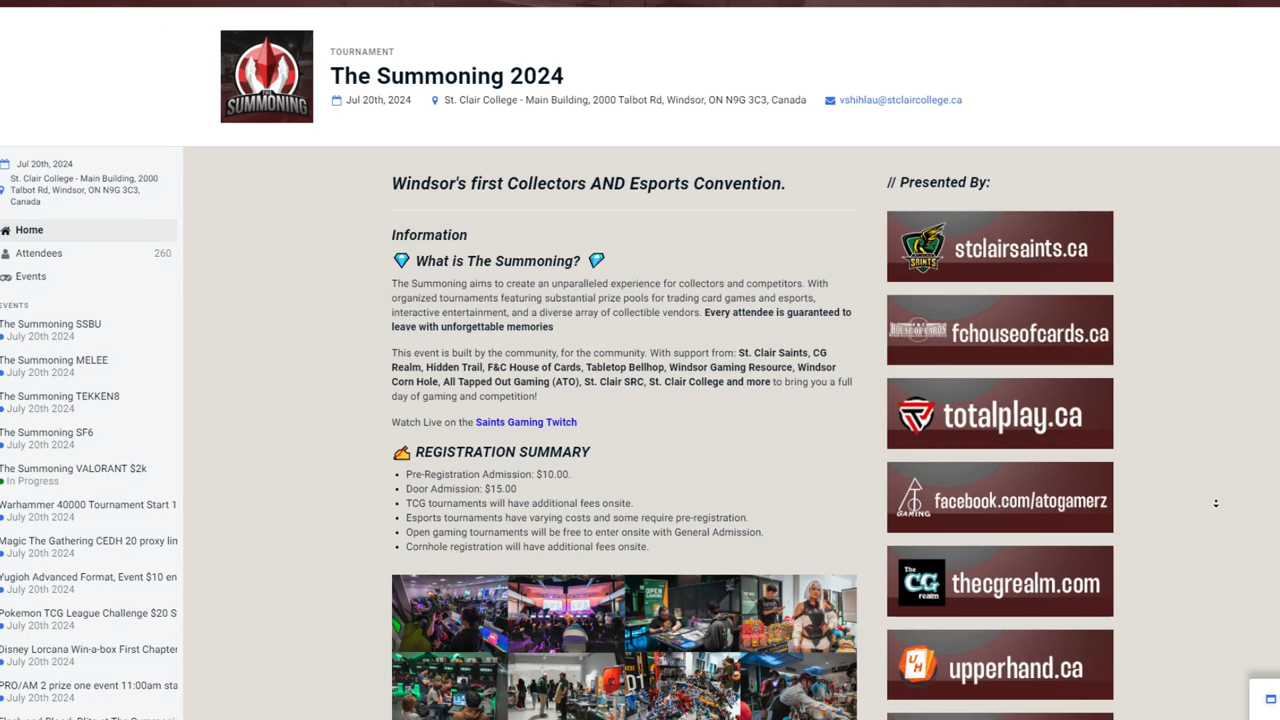 TOURNAMENT
The Summoning 2024
Jul 20th, 2024 St. Clair College - Main Building, 2000 Talbot Rd, Windsor, ON N9G 3C3, Canada vshihlau@stclaircollege.ca
THE
SUMMONING
Jul 20th, 2024
St. Clair College - Main Building, 2000
Talbot Rd, Windsor, ON N9G 3C3,
Canada
Home
Attendees 260
Events
EVENTS
The Summoning SSBU
July 20th 2024
The Summoning MELEE
July 20th 2024
The Summoning TEKKEN8
July 20th 2024
The Summoning SF6
July 20th 2024
The Summoning VALORANT $2k
In Progress
Warhammer 40000 Tournament Start 1
July 20th 2024
Magic The Gathering CEDH 20 proxy lin
July 20th 2024
Yugioh Advanced Format, Event $10 en
July 20th 2024
Pokemon TCG League Challenge $20 S
July 20th 2024
Disney Lorcana Win-a-box First Chapter
July 20th 2024
PRO/AM 2 prize one event 11:00am sta
July 20th 2024
Windsor's first Collectors AND Esports Convention.
Information
What is The Summoning?
The Summoning aims to create an unparalleled experience for collectors and competitors. With
organized tournaments featuring substantial prize pools for trading card games and esports,
interactive entertainment, and a diverse array of collectible vendors. Every attendee is guaranteed to
leave with unforgettable memories
This event is built by the community, for the community. With support from: St. Clair Saints, CG
Realm, Hidden Trail, F&C House of Cards, Tabletop Bellhop, Windsor Gaming Resource, Windsor
Corn Hole, All Tapped Out Gaming (ATO), St. Clair SRC, St. Clair College and more to bring you a full
day of gaming and competition!
Watch Live on the Saints Gaming Twitch
REGISTRATION SUMMARY
• Pre-Registration Admission: $10.00.
• Door Admission: $15.00
• TCG tournaments will have additional fees onsite.
• Esports tournaments have varying costs and some require pre-registration.
• Open gaming tournaments will be free to enter onsite with General Admission.
• Cornhole registration will have additional fees onsite.
// Presented By:
SAINTS stclairsaints.ca
F&C HOUSE OF CARDS fchouseofcards.ca
totalplay.ca
GAMING facebook.com/atogamerz
The CG realm thecgrealm.com
UH upperhand.ca